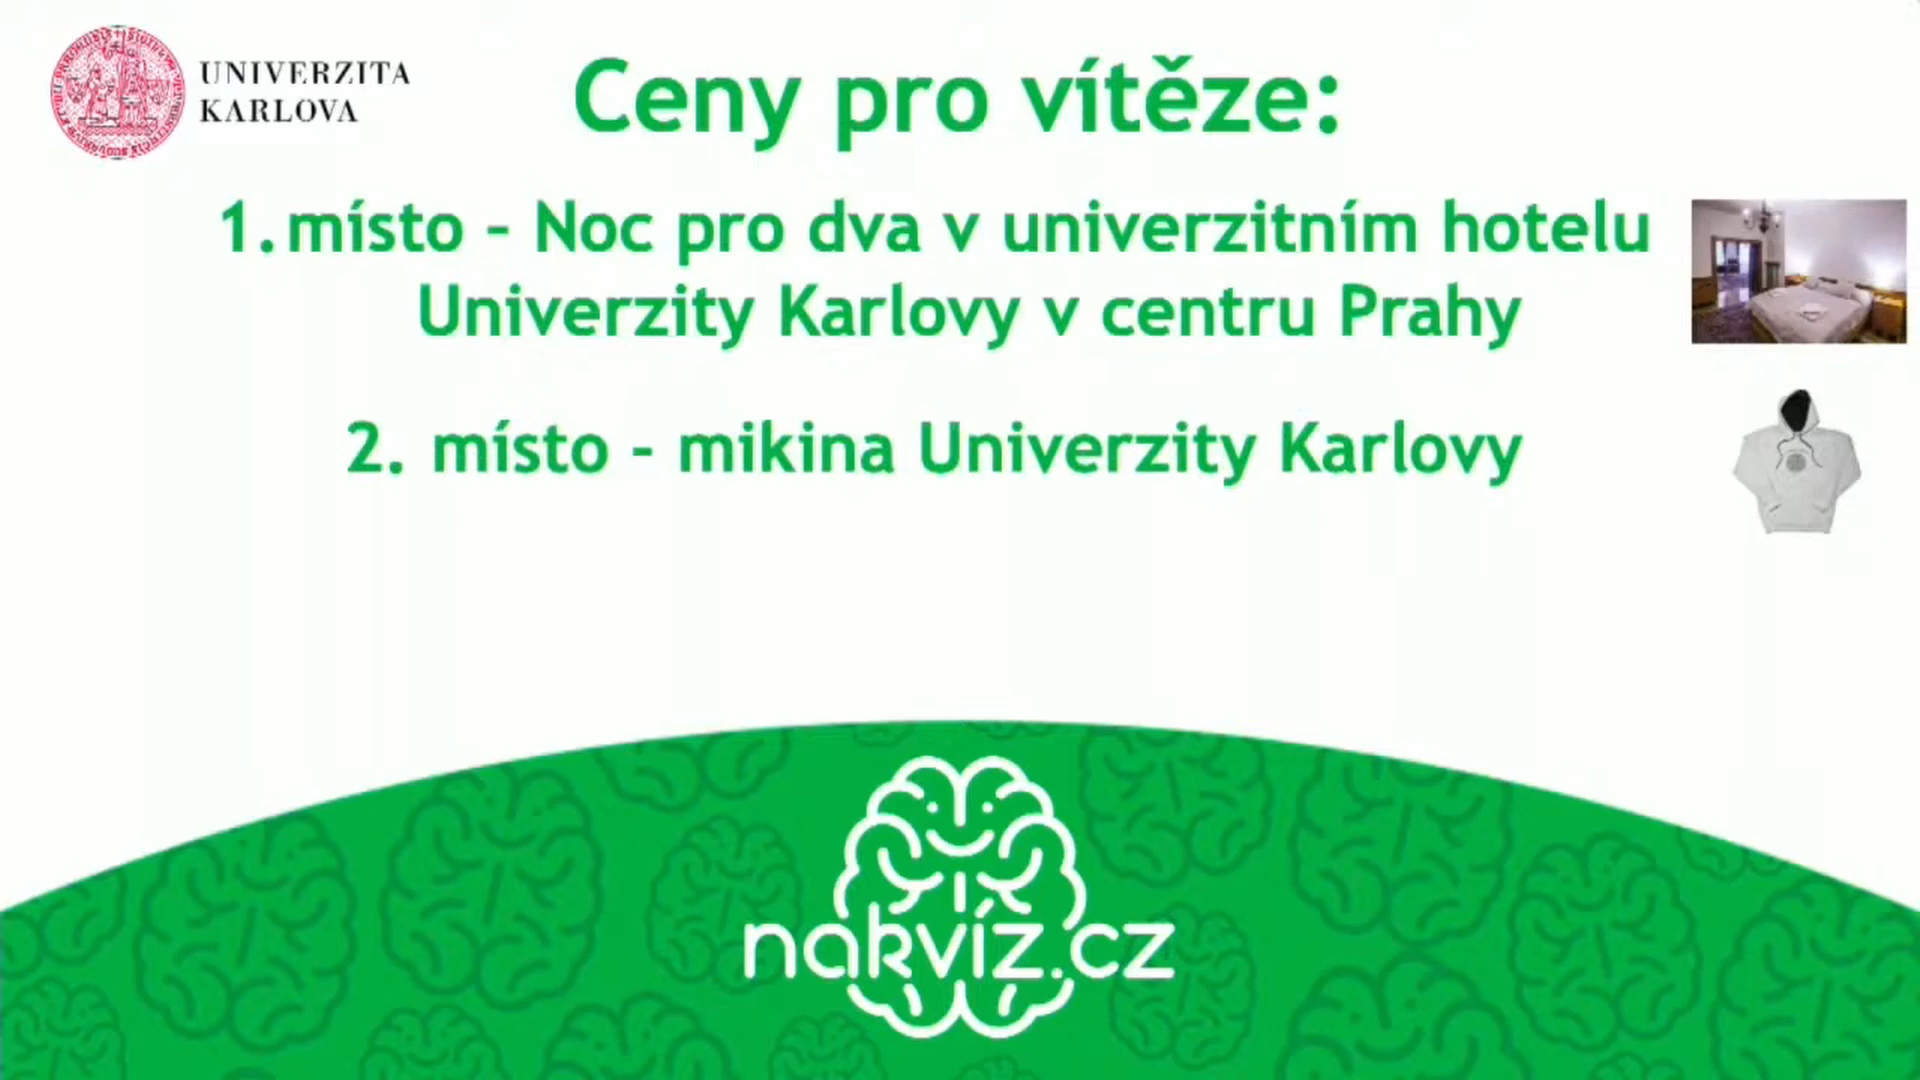 UNIVERZITA
KARLOVA
Ceny pro vítěze:
1. místo – Noc pro dva v univerzitním hotelu
Univerzity Karlovy v centru Prahy
2. místo - mikina Univerzity Karlovy
nakvíz.cz